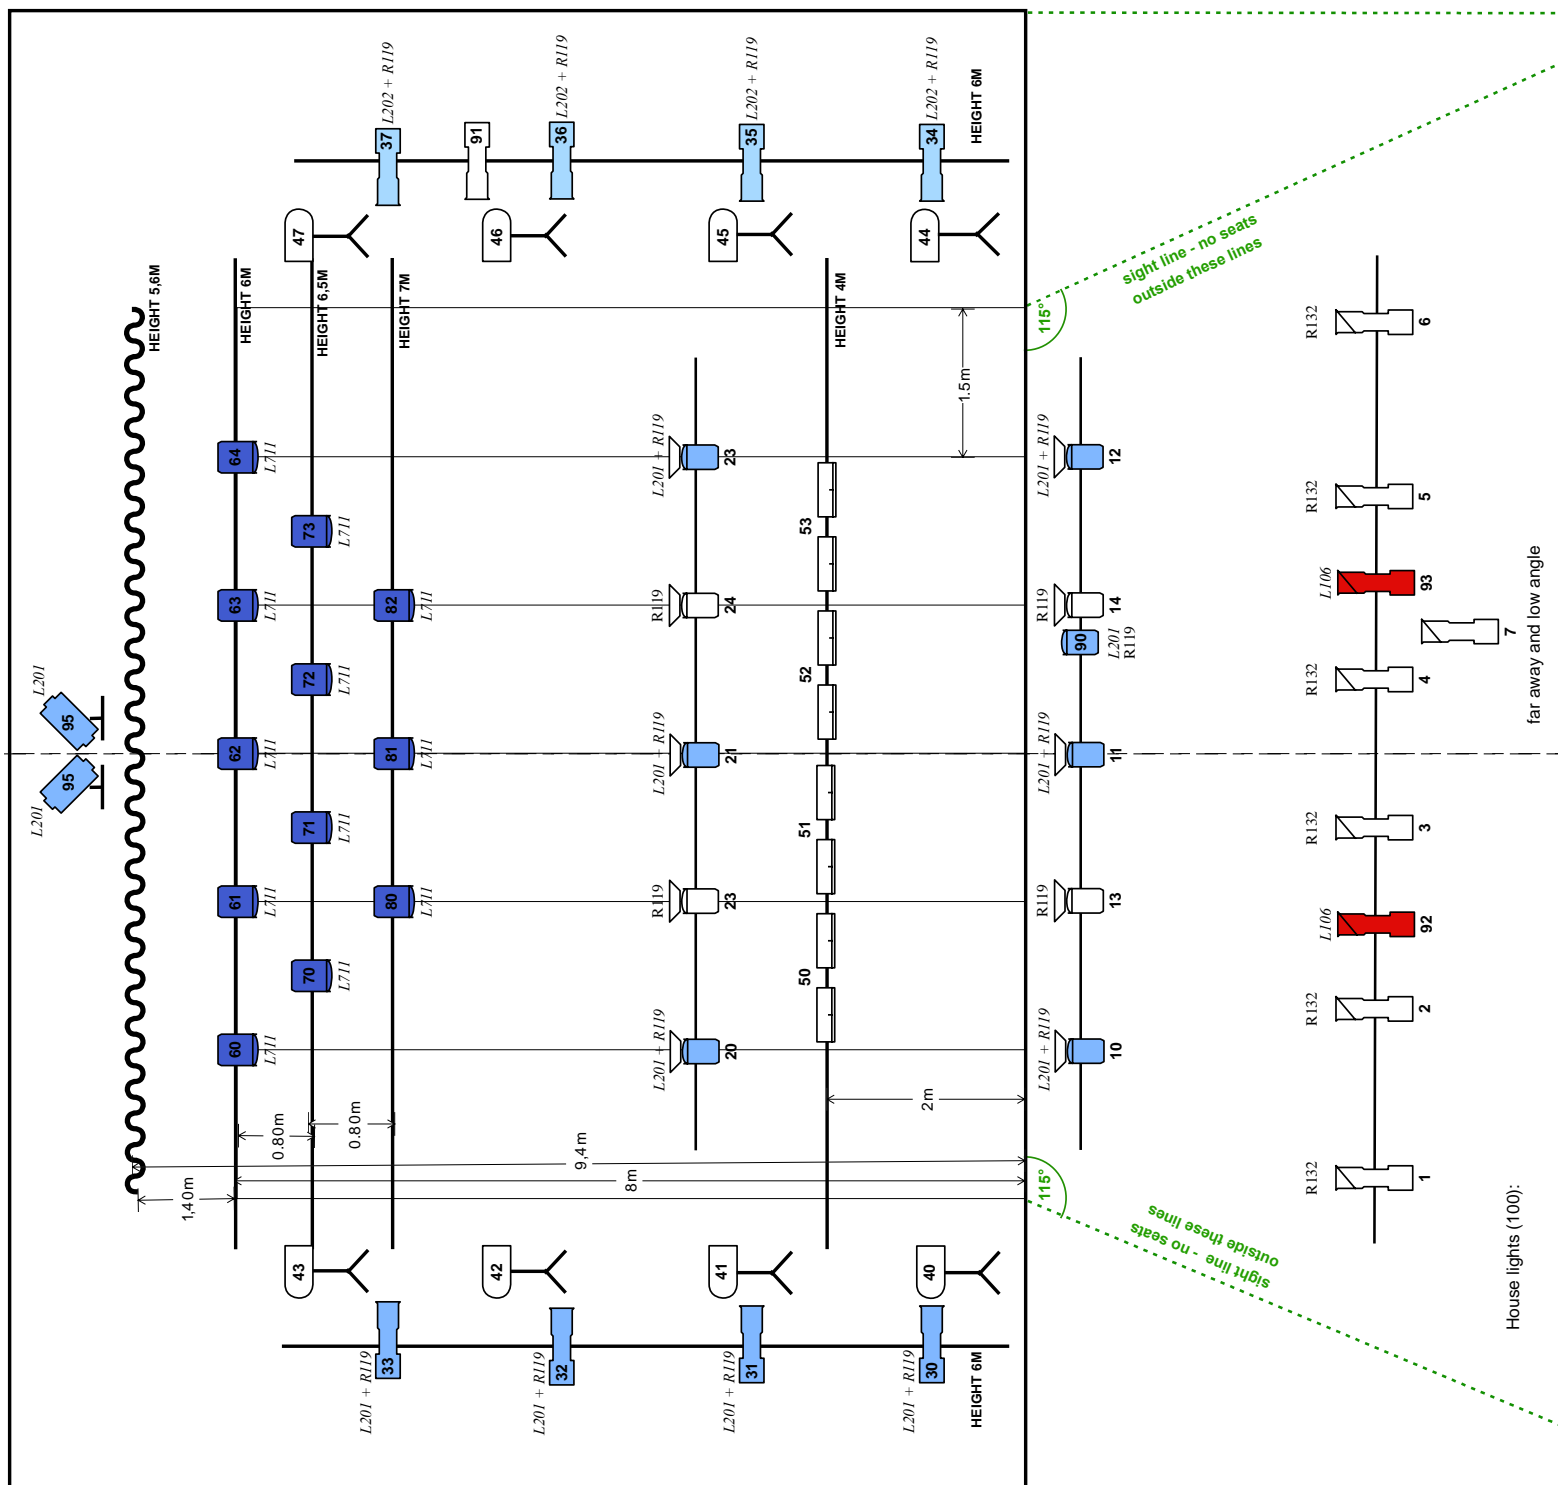 L201
95
L201
95
HEIGHT 5,6M
HEIGHT 6M
HEIGHT 6,5M
HEIGHT 7M
HEIGHT 4M
60
L711
61
L711
62
L711
63
L711
64
L711
70
L711
71
L711
72
L711
73
L711
80
L711
81
L711
82
L711
37
L202 + R119
91
36
L202 + R119
35
L202 + R119
34
L202 + R119
HEIGHT 6M
47
46
45
44
L201 + R119
20
R119
23
L201 + R119
21
R119
24
L201 + R119
23
50
51
52
53
1.5m
2m
0.80m
0.80m
9,4m
8m
1,40m
43
42
41
40
33
L201 + R119
32
L201 + R119
31
L201 + R119
30
L201 + R119
HEIGHT 6M
L201 + R119
10
R119
13
L201 + R119
11
90
L201
R119
R119
14
L201 + R119
12
115°
sight line - no seats
outside these lines
115°
sight line - no seats
outside these lines
R132
1
R132
2
L106
92
R132
3
R132
4
7
L106
93
R132
5
R132
6
far away and low angle
House lights (100):